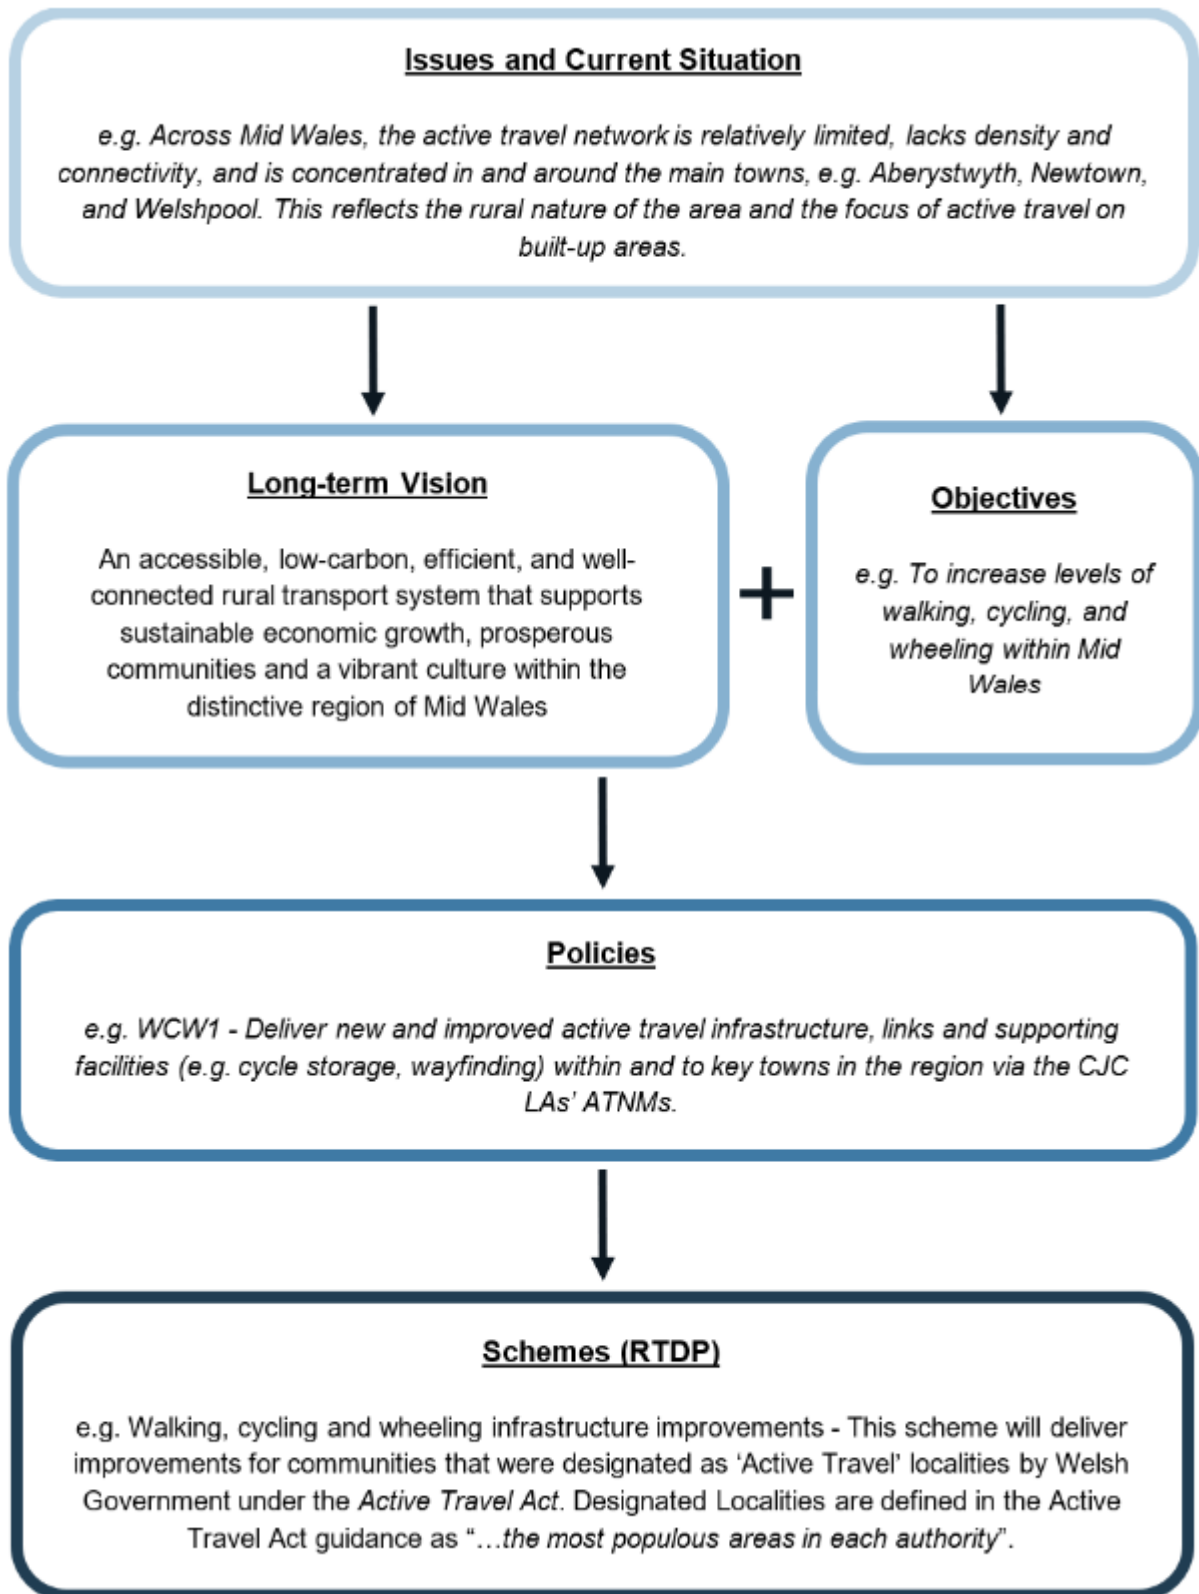 Issues and Current Situation
e.g. Across Mid Wales, the active travel network is relatively limited, lacks density and
connectivity, and is concentrated in and around the main towns, e.g. Aberystwyth, Newtown,
and Welshpool. This reflects the rural nature of the area and the focus of active travel on
built-up areas.
Long-term Vision
An accessible, low-carbon, efficient, and well-
connected rural transport system that supports
sustainable economic growth, prosperous
communities and a vibrant culture within the
distinctive region of Mid Wales
+
Objectives
e.g. To increase levels of
walking, cycling, and
wheeling within Mid
Wales
Policies
e.g. WCW1 - Deliver new and improved active travel infrastructure, links and supporting
facilities (e.g. cycle storage, wayfinding) within and to key towns in the region via the CJC
LAs’ ATNMs.
Schemes (RTDP)
e.g. Walking, cycling and wheeling infrastructure improvements - This scheme will deliver
improvements for communities that were designated as ‘Active Travel’ localities by Welsh
Government under the Active Travel Act. Designated Localities are defined in the Active
Travel Act guidance as “…the most populous areas in each authority”.